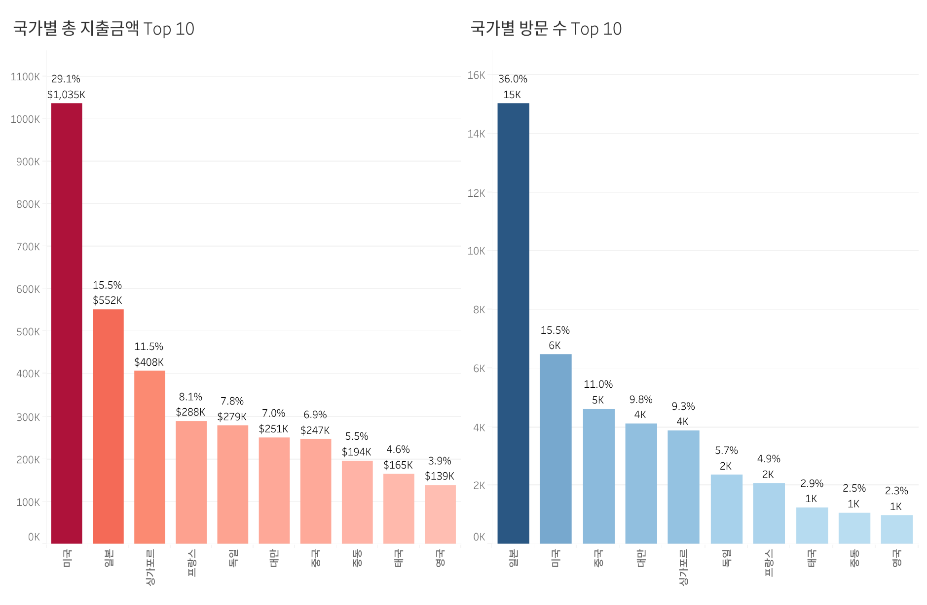 국가별 총 지출금액 Top 10
1100K
1000K
900K
800K
700K
600K
500K
400K
300K
200K
100K
0K
29.1%
$1,035K
15.5%
$552K
11.5%
$408K
8.1%
$288K
7.8%
$279K
7.0%
$251K
6.9%
$247K
5.5%
$194K
4.6%
$165K
3.9%
$139K
미국
일본
싱가포르
프랑스
독일
대만
중국
중동
태국
영국
국가별 방문 수 Top 10
16K
14K
12K
10K
8K
6K
4K
2K
0K
36.0%
15K
15.5%
6K
11.0%
5K
9.8%
4K
9.3%
4K
5.7%
2K
4.9%
2K
2.9%
1K
2.5%
1K
2.3%
1K
일본
미국
중국
대만
싱가포르
독일
프랑스
태국
중동
영국